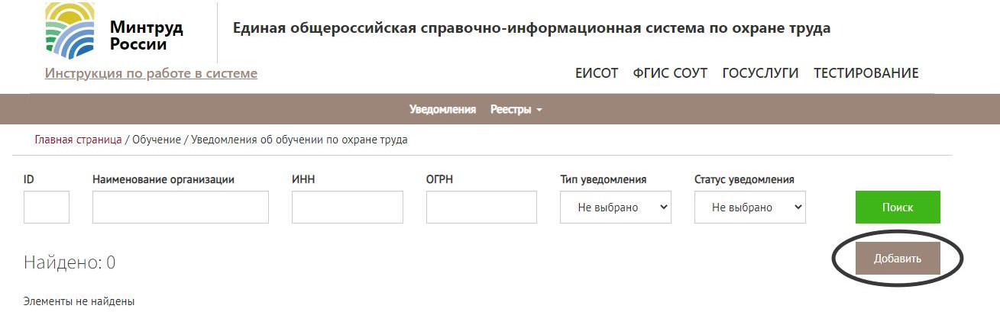 Минтруд
России
Единая общероссийская справочно-информационная система по охране труда
Инструкция по работе в системе
ЕИСОТ ФГИС СОУТ ГОСУСЛУГИ ТЕСТИРОВАНИЕ
Уведомления Реестры
Главная страница / Обучение / Уведомления об обучении по охране труда
ID Наименование организации ИНН ОГРН Тип уведомления Статус уведомления
Не выбрано Не выбрано Поиск
Найдено: 0 Добавить
Элементы не найдены